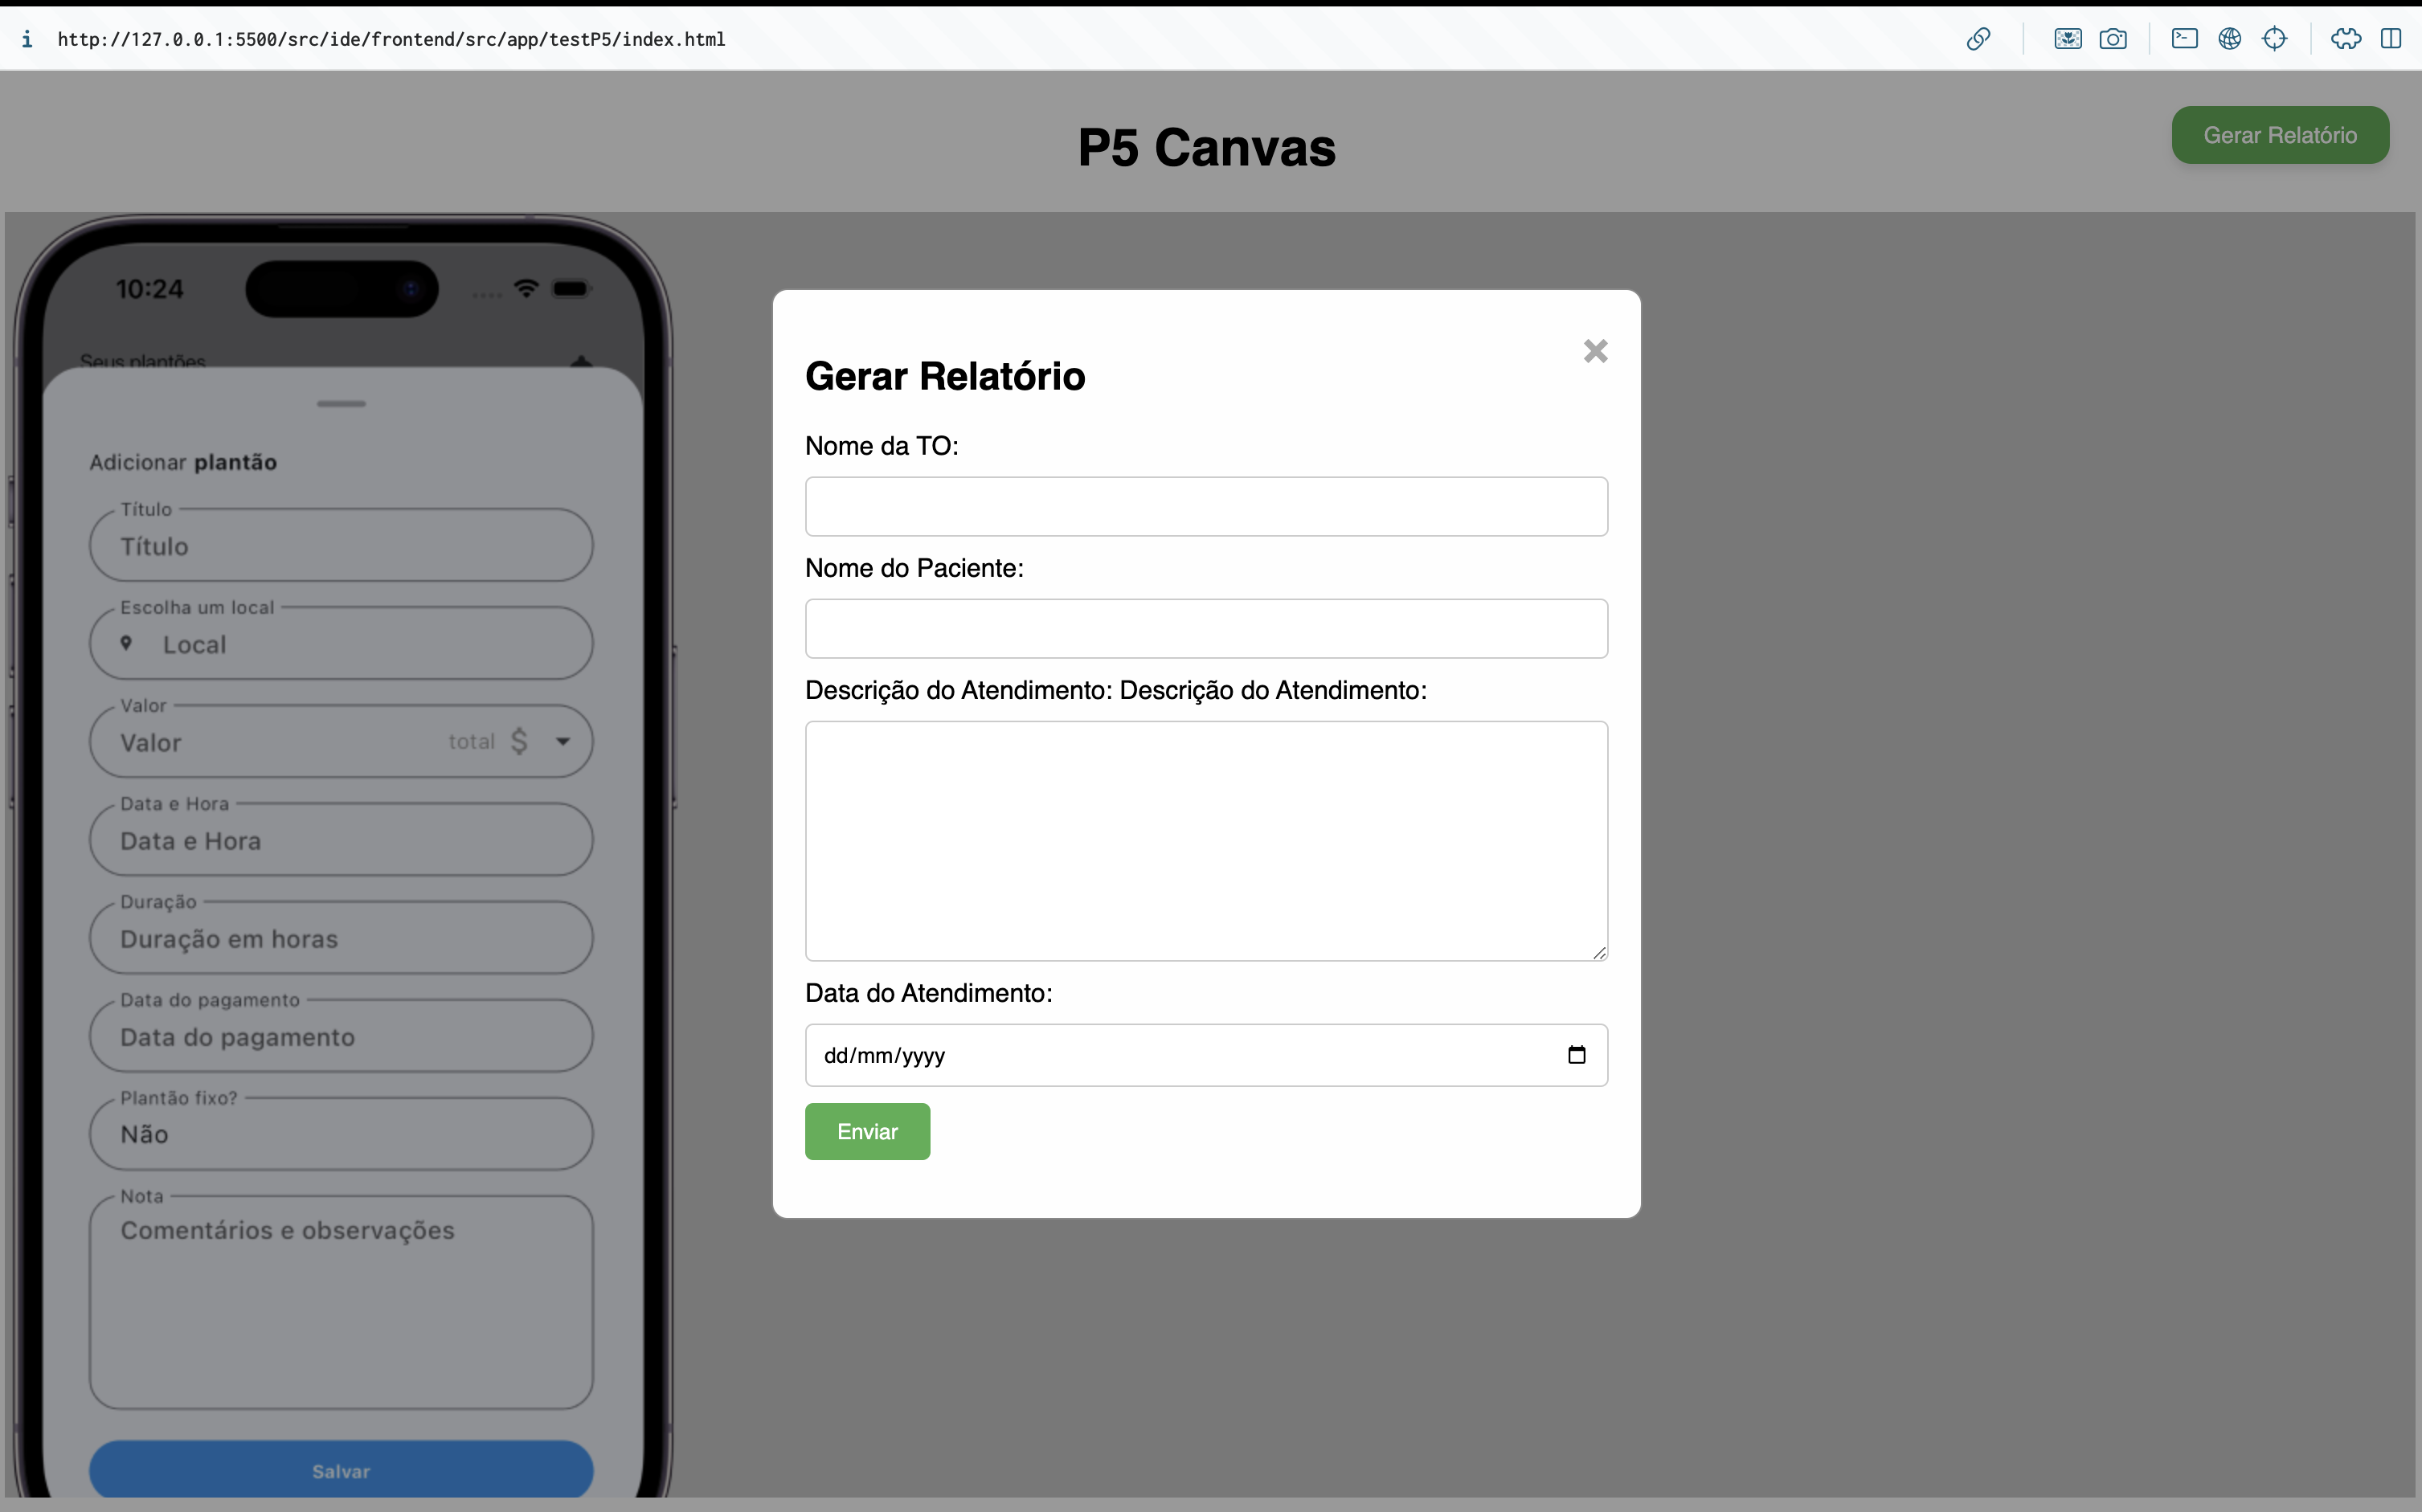 http://127.0.0.1:5500/src/ide/frontend/src/app/testP5/index.html
P5 Canvas
Gerar Relatório
10:24
Seus plantões
Adicionar plantão
Título
Título
Escolha um local
Local
Valor
Valor total $
Data e Hora
Data e Hora
Duração
Duração em horas
Data do pagamento
Data do pagamento
Plantão fixo?
Não
Nota
Comentários e observações
Salvar
×
Gerar Relatório
Nome da TO:
Nome do Paciente:
Descrição do Atendimento: Descrição do Atendimento:
Data do Atendimento:
dd/mm/yyyy
Enviar